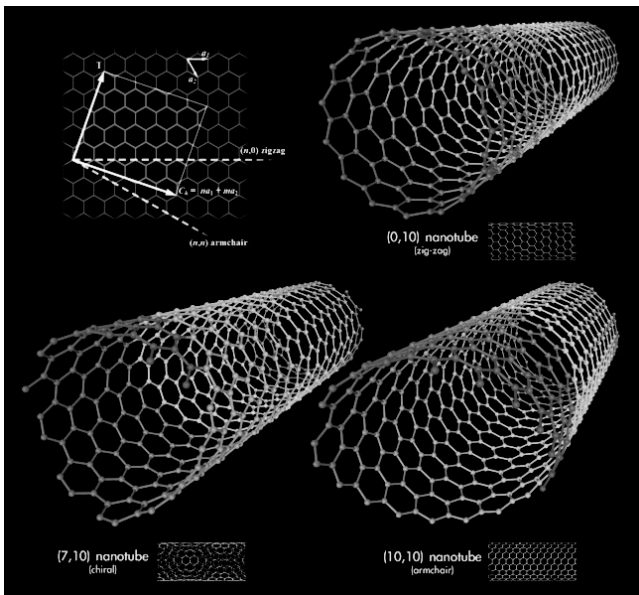 T
a₁
a₂
(n,0) zigzag
Cₕ = na₁ + ma₂
(n,n) armchair
(0,10) nanotube
(zig-zag)
(7,10) nanotube
(chiral)
(10,10) nanotube
(armchair)